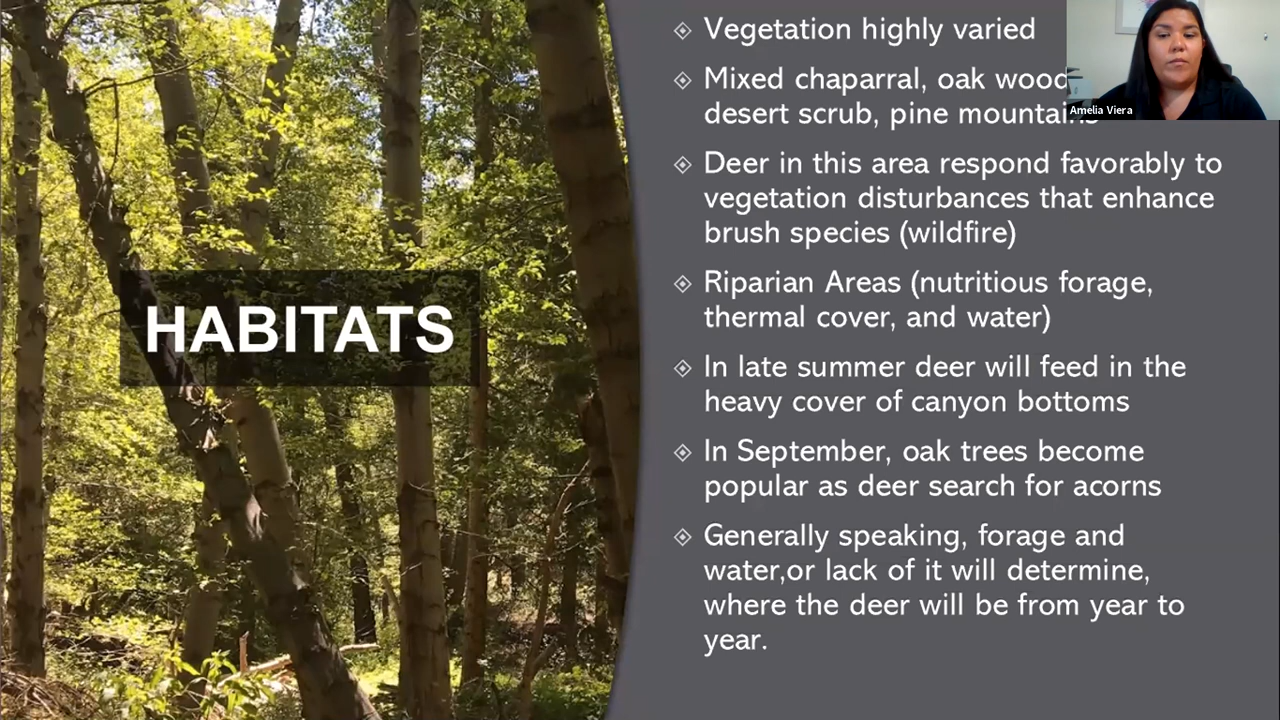 HABITATS
Vegetation highly varied
Mixed chaparral, oak
desert scrub, pine mountains
Deer in this area respond favorably to
vegetation disturbances that enhance
brush species (wildfire)
Riparian Areas (nutritious forage,
thermal cover, and water)
In late summer deer will feed in the
heavy cover of canyon bottoms
In September, oak trees become
popular as deer search for acorns
Generally speaking, forage and
water,or lack of it will determine,
where the deer will be from year to
year.
Amelia Viera